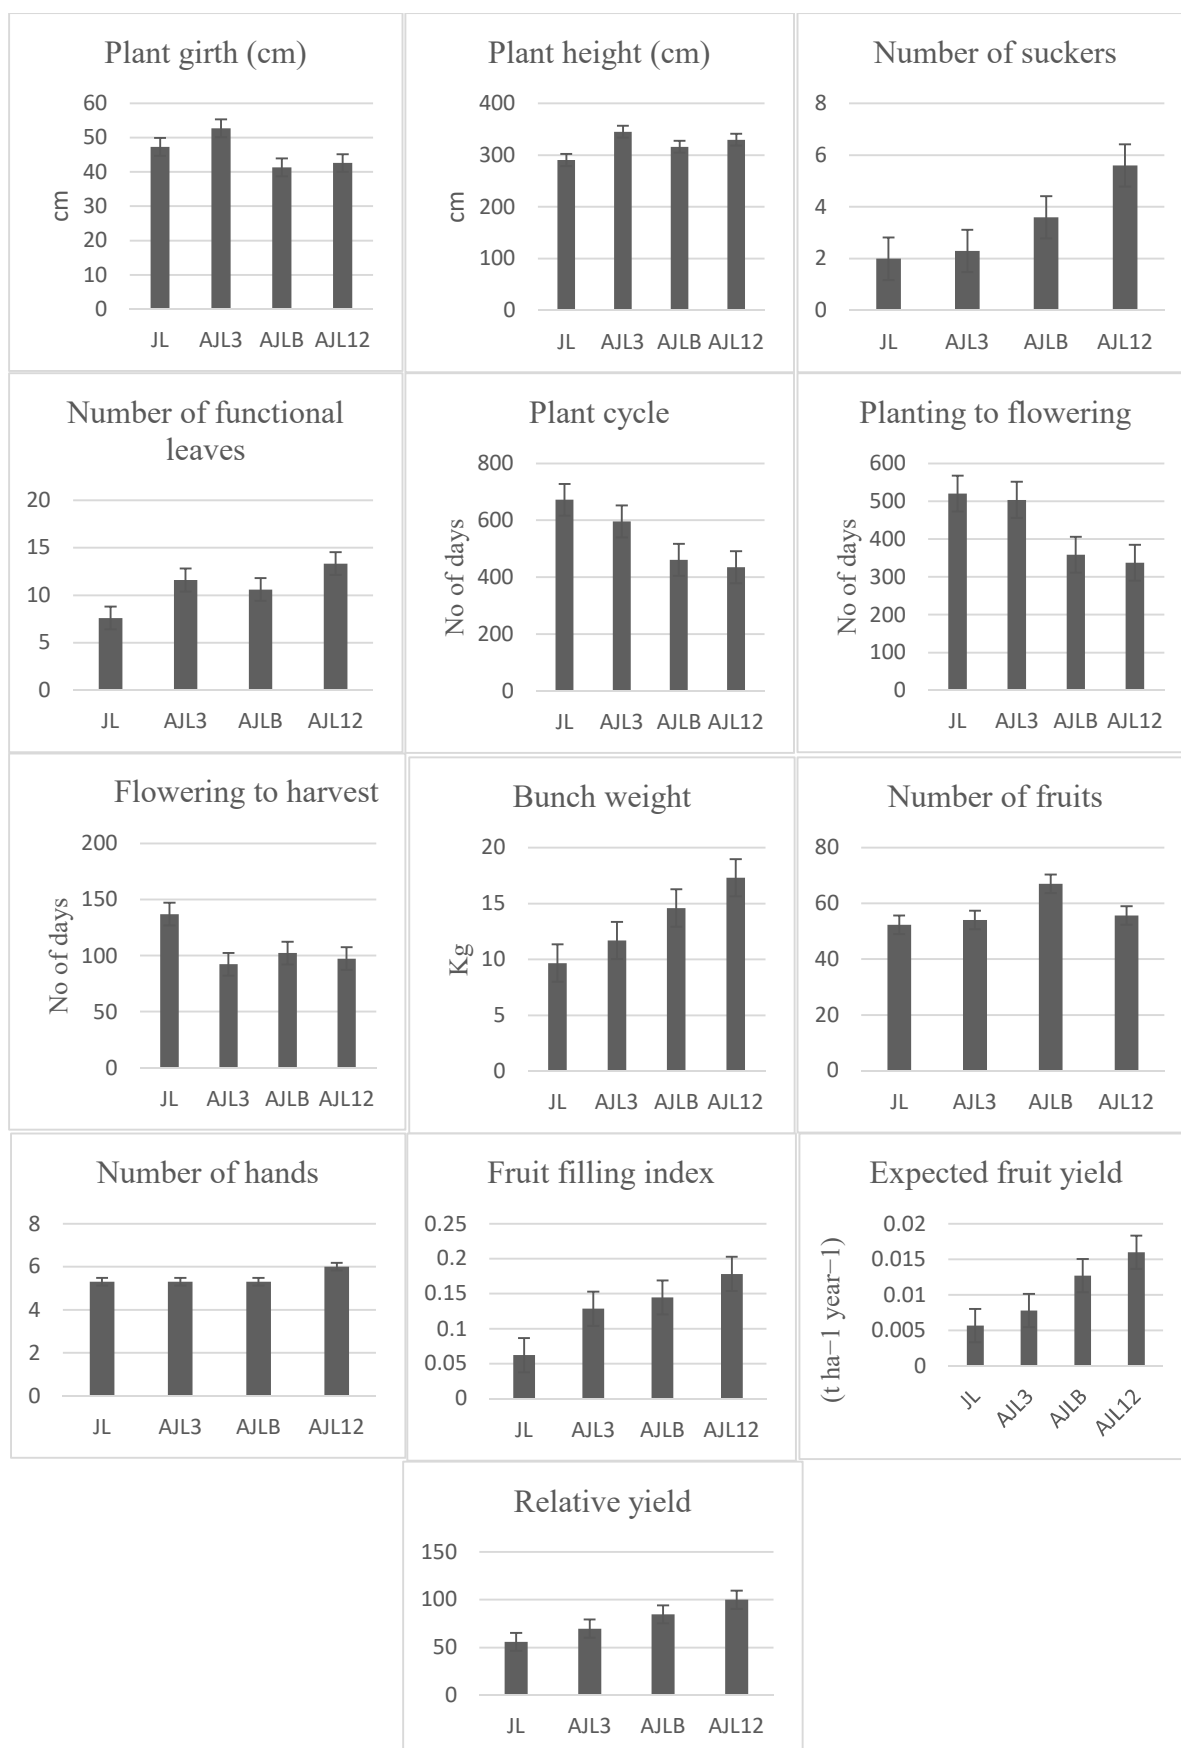 Plant girth (cm)
60
50
40
30
20
10
0
cm
JL AJL3 AJLB AJL12
Plant height (cm)
400
300
200
100
0
cm
JL AJL3 AJLB AJL12
Number of suckers
8
6
4
2
0
JL AJL3 AJLB AJL12
Number of functional
leaves
20
15
10
5
0
JL AJL3 AJLB AJL12
Plant cycle
800
600
400
200
0
No of days
JL AJL3 AJLB AJL12
Planting to flowering
600
500
400
300
200
100
0
No of days
JL AJL3 AJLB AJL12
Flowering to harvest
200
150
100
50
0
No of days
JL AJL3 AJLB AJL12
Bunch weight
20
15
10
5
0
Kg
JL AJL3 AJLB AJL12
Number of fruits
80
60
40
20
0
JL AJL3 AJLB AJL12
Number of hands
8
6
4
2
0
JL AJL3 AJLB AJL12
Fruit filling index
0.25
0.2
0.15
0.1
0.05
0
JL AJL3 AJLB AJL12
Expected fruit yield
0.02
0.015
0.01
0.005
0
(t ha−1 year−1)
JL AJL3 AJLB AJL12
Relative yield
150
100
50
0
JL AJL3 AJLB AJL12